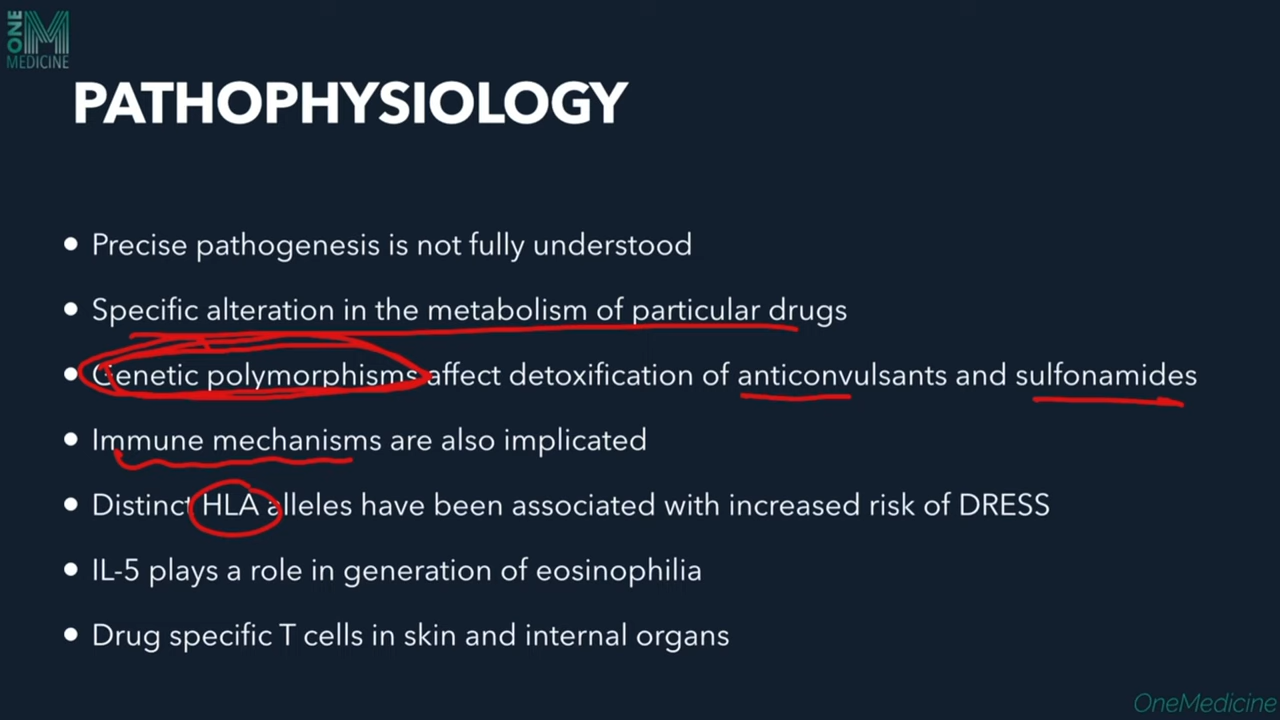 ONE
M
MEDICINE
PATHOPHYSIOLOGY
• Precise pathogenesis is not fully understood
• Specific alteration in the metabolism of particular drugs
• Genetic polymorphisms affect detoxification of anticonvulsants and sulfonamides
• Immune mechanisms are also implicated
• Distinct HLA alleles have been associated with increased risk of DRESS
• IL-5 plays a role in generation of eosinophilia
• Drug specific T cells in skin and internal organs
OneMedicine